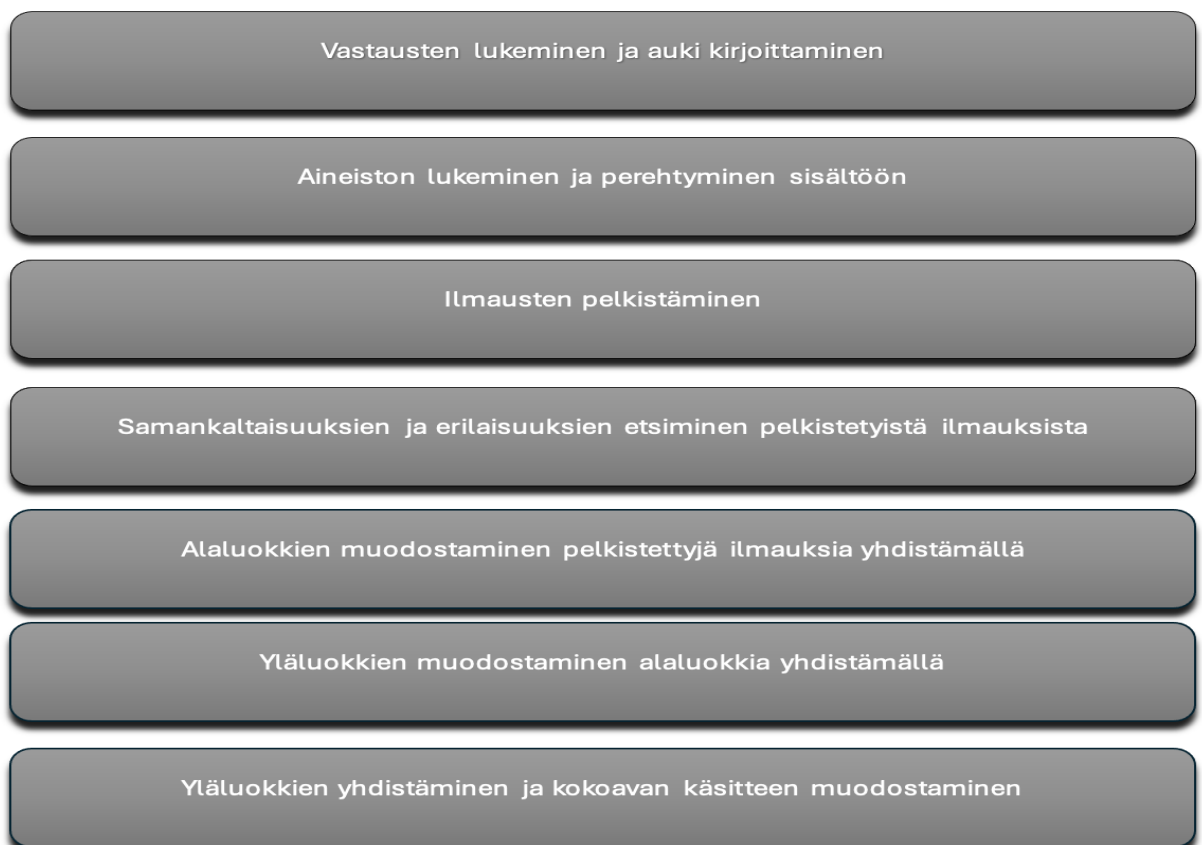 Vastausten lukeminen ja auki kirjoittaminen
Aineiston lukeminen ja perehtyminen sisältöön
Ilmausten pelkistäminen
Samankaltaisuuksien ja erilaisuuksien etsiminen pelkistetyistä ilmauksista
Alaluokkien muodostaminen pelkistettyjä ilmauksia yhdistämällä
Yläluokkien muodostaminen alaluokkia yhdistämällä
Yläluokkien yhdistäminen ja kokoavan käsitteen muodostaminen